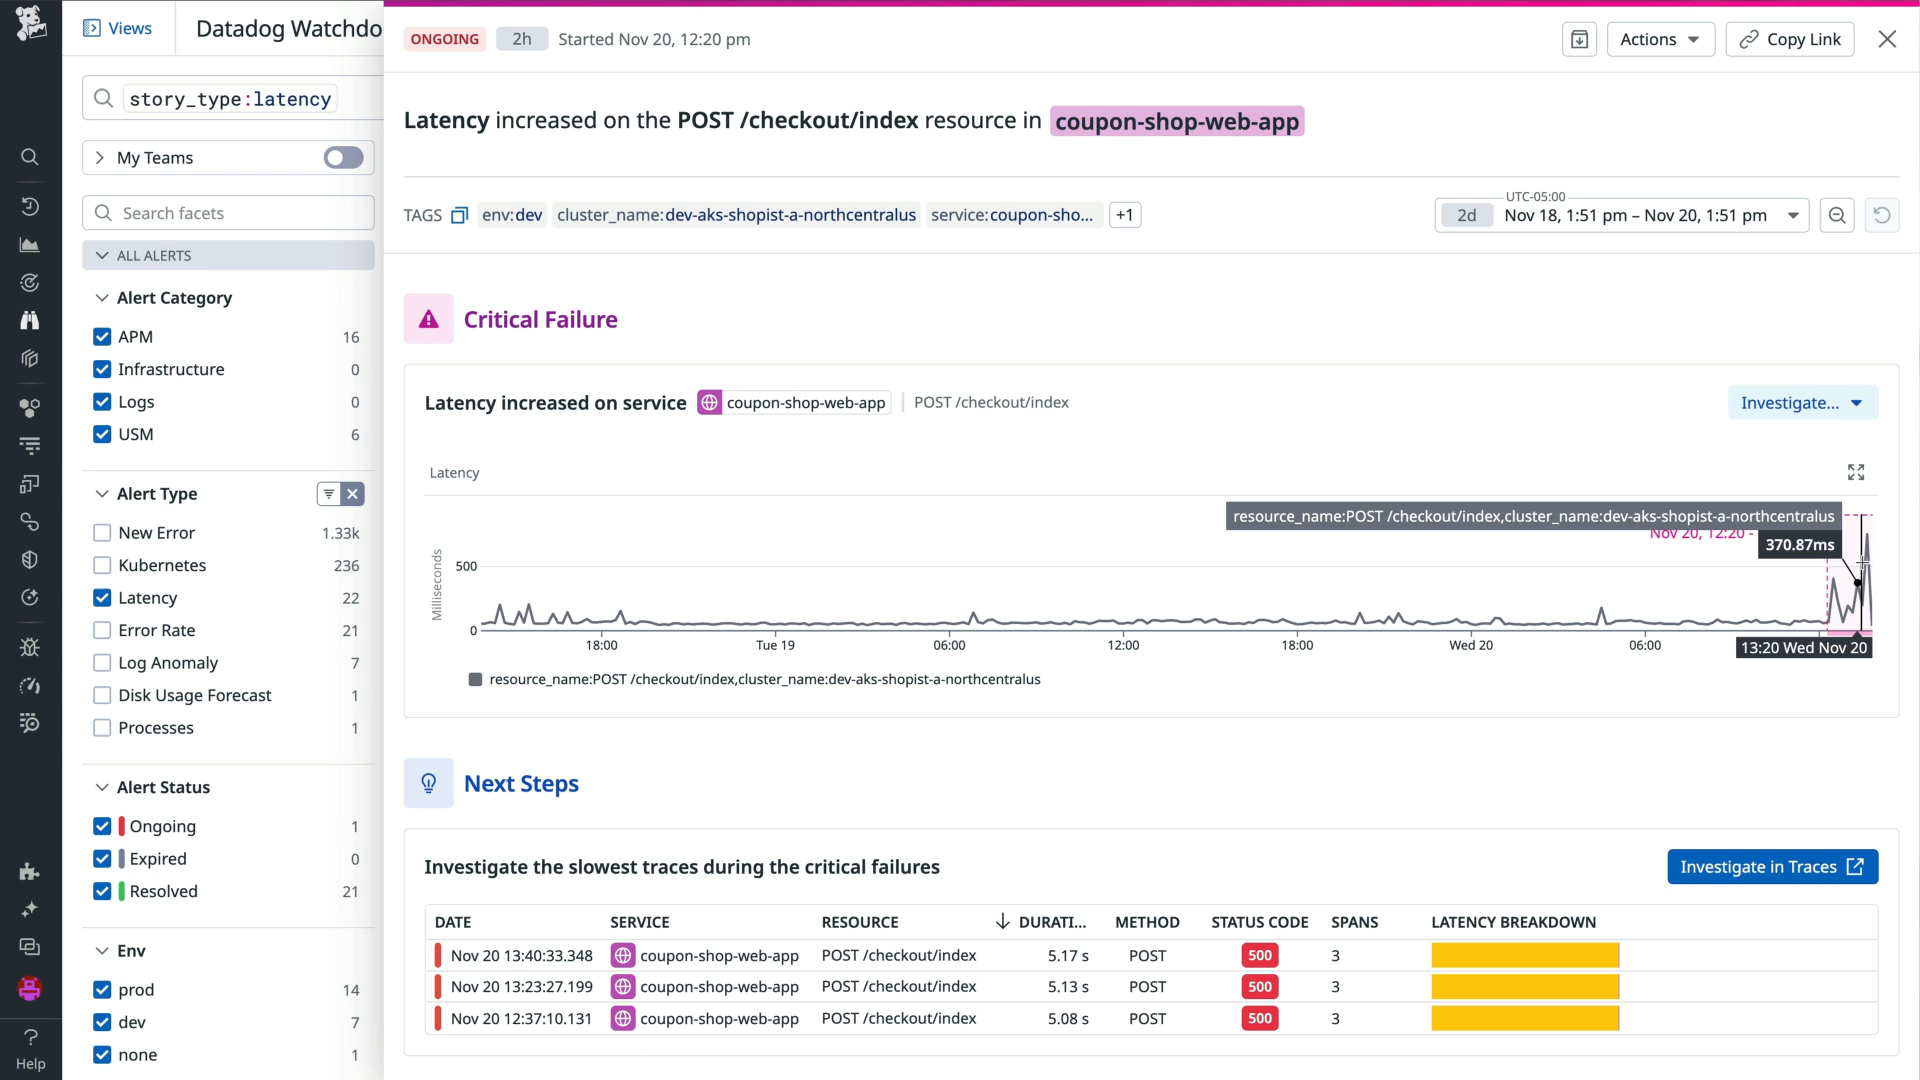 Views
Datadog Watchdo
ONGOING
2h
Started Nov 20, 12:20 pm
Actions
Copy Link
story_type:latency
My Teams
Search facets
ALL ALERTS
Alert Category
APM 16
Infrastructure 0
Logs 0
USM 6
Alert Type
New Error 1.33k
Kubernetes 236
Latency 22
Error Rate 21
Log Anomaly 7
Disk Usage Forecast 1
Processes 1
Alert Status
Ongoing 1
Expired 0
Resolved 21
Env
prod 14
dev 7
none 1
Help
Latency increased on the POST /checkout/index resource in coupon-shop-web-app
TAGS env:dev cluster_name:dev-aks-shopist-a-northcentralus service:coupon-sho... +1
UTC-05:00
2d Nov 18, 1:51 pm – Nov 20, 1:51 pm
Critical Failure
Latency increased on service coupon-shop-web-app POST /checkout/index
Investigate...
Latency
resource_name:POST /checkout/index,cluster_name:dev-aks-shopist-a-northcentralus
Nov 20, 12:20 -
370.87ms
Milliseconds
500
0
18:00 Tue 19 06:00 12:00 18:00 Wed 20 06:00
13:20 Wed Nov 20
resource_name:POST /checkout/index,cluster_name:dev-aks-shopist-a-northcentralus
Next Steps
Investigate the slowest traces during the critical failures
Investigate in Traces
DATE SERVICE RESOURCE DURATI... METHOD STATUS CODE SPANS LATENCY BREAKDOWN
Nov 20 13:40:33.348 coupon-shop-web-app POST /checkout/index 5.17 s POST 500 3
Nov 20 13:23:27.199 coupon-shop-web-app POST /checkout/index 5.13 s POST 500 3
Nov 20 12:37:10.131 coupon-shop-web-app POST /checkout/index 5.08 s POST 500 3